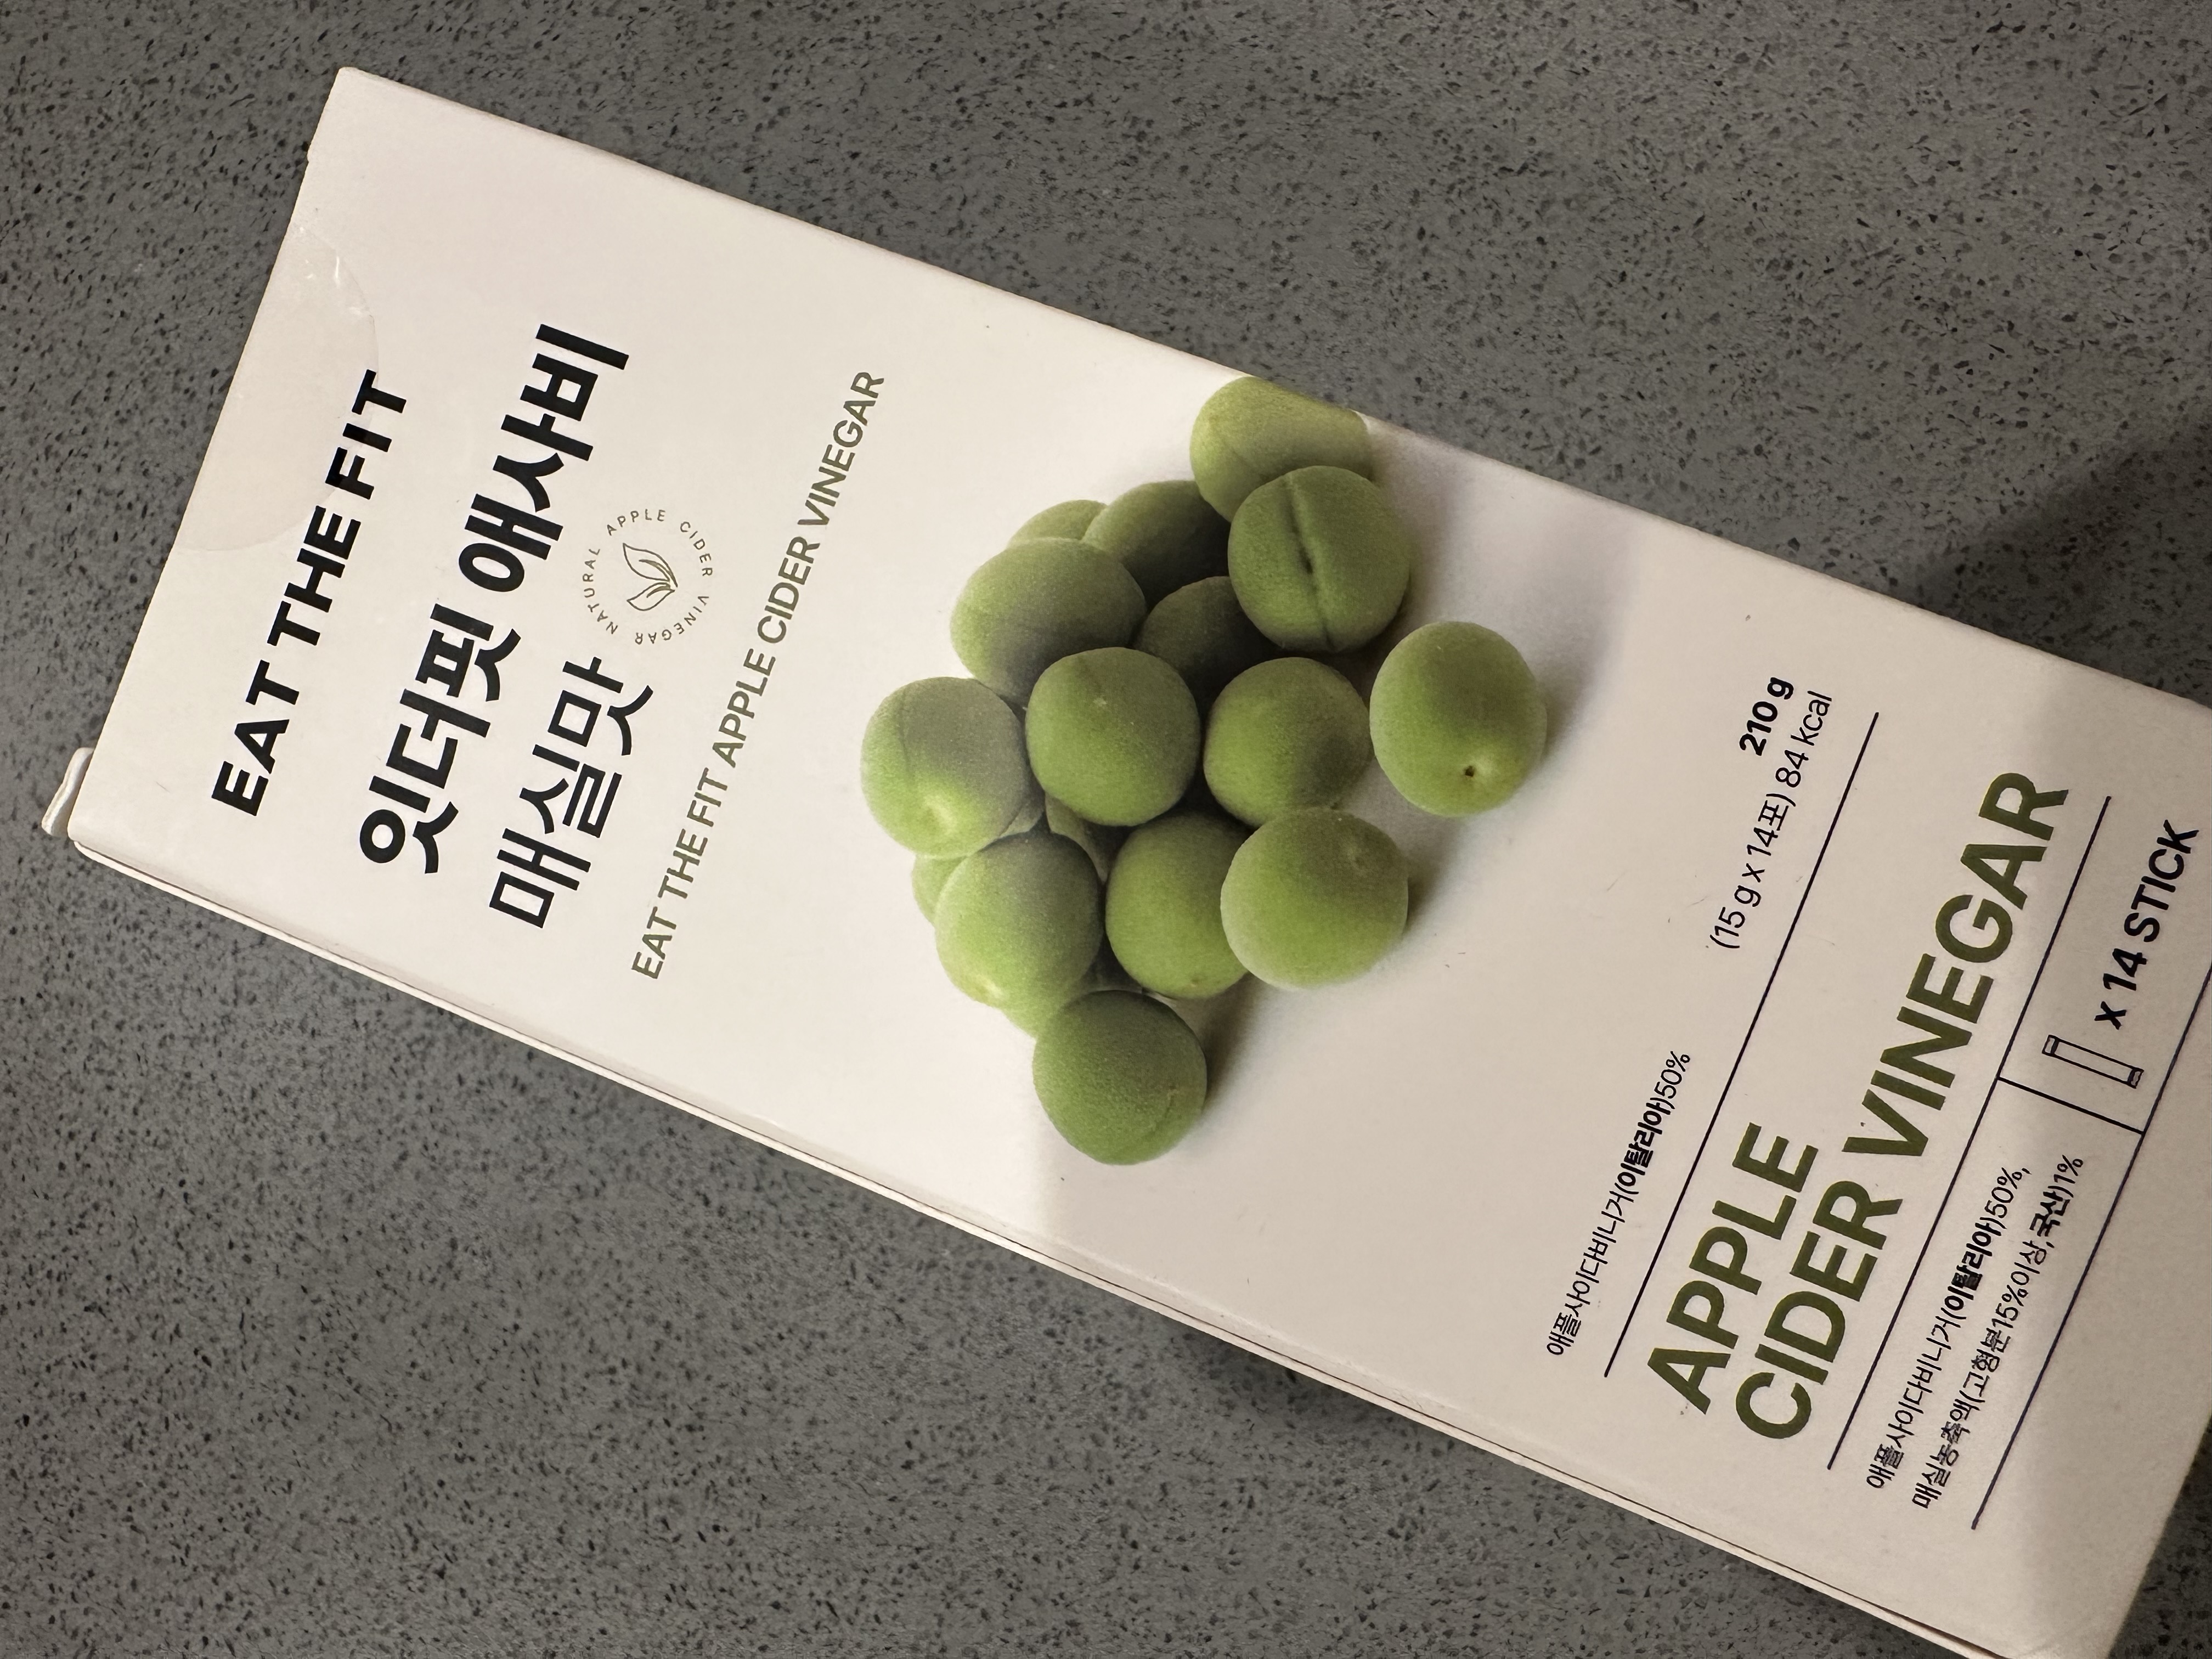 EAT THE FIT
잇더핏 애사비
매실맛
NATURAL APPLE CIDER VINEGAR
EAT THE FIT APPLE CIDER VINEGAR
210 g
(15 g x 14포) 84 kcal
애플사이다비니거(이탈리아)50%
APPLE
CIDER VINEGAR
애플사이다비니거(이탈리아)50%,
매실농축액(고형분15%이상,국산)1%
x 14 STICK